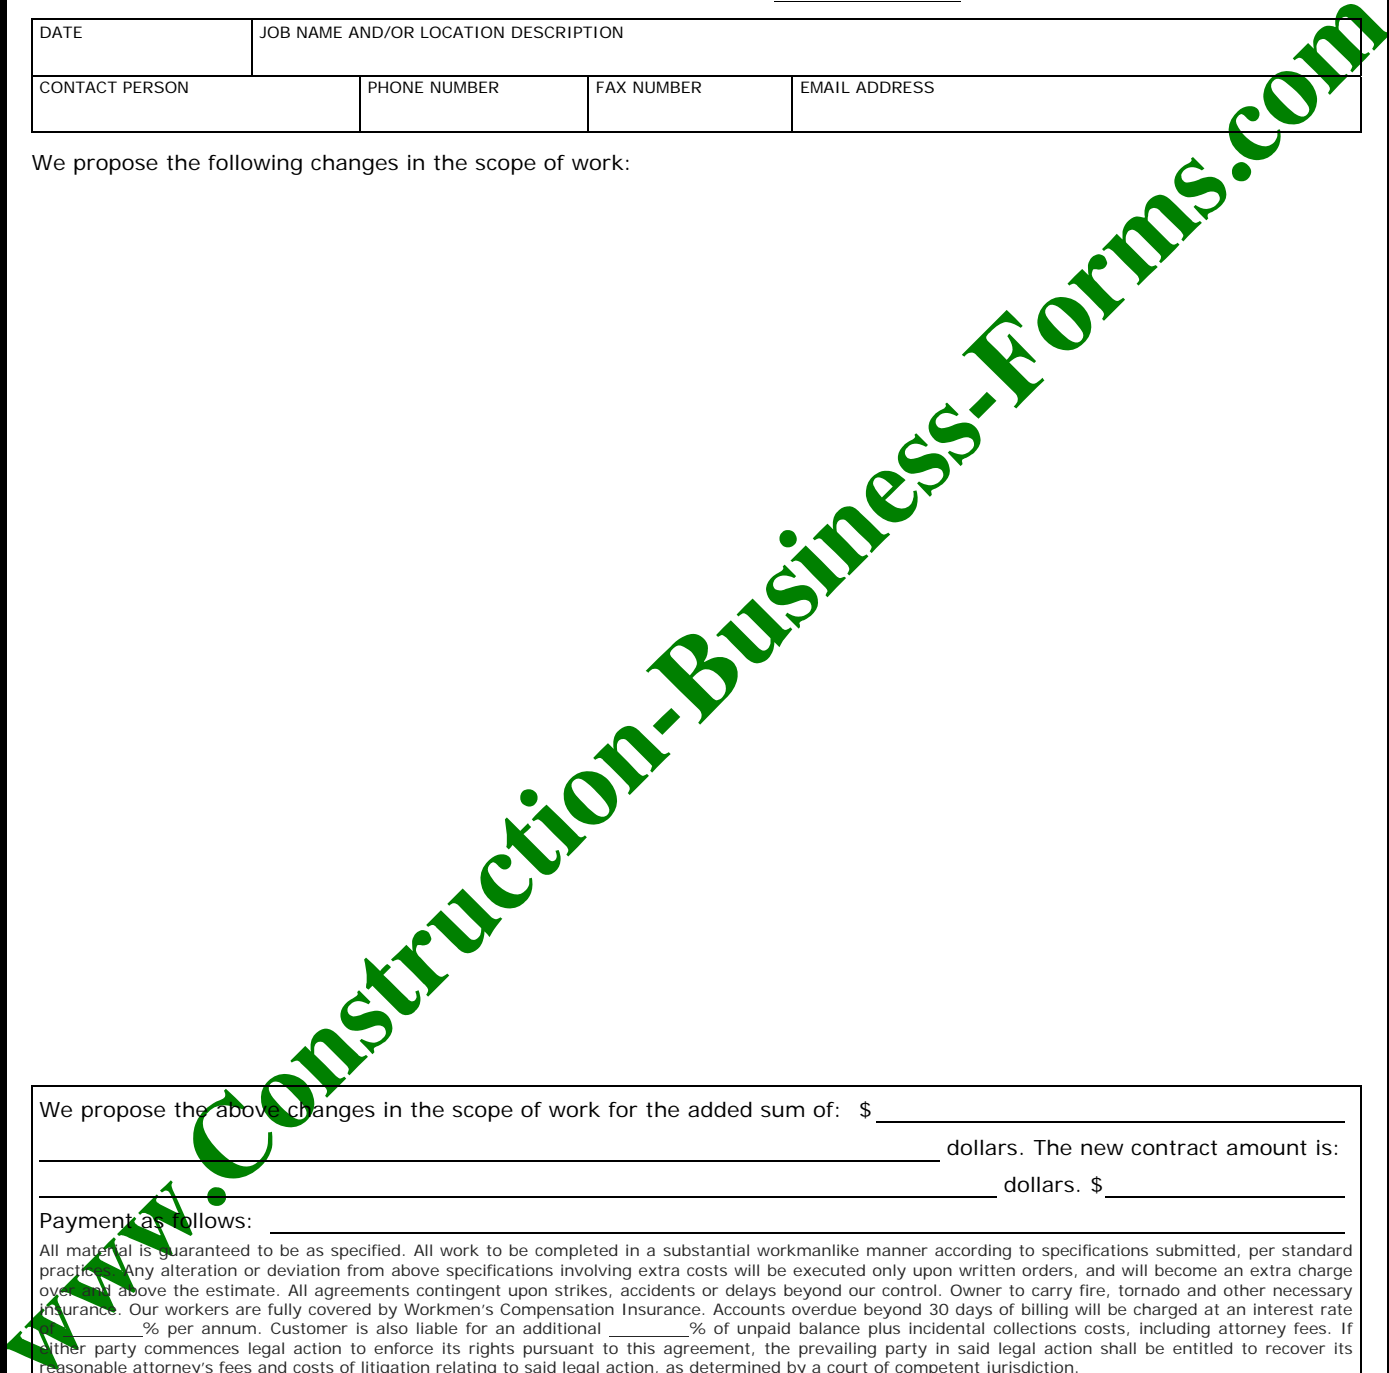 DATE
JOB NAME AND/OR LOCATION DESCRIPTION
CONTACT PERSON
PHONE NUMBER
FAX NUMBER
EMAIL ADDRESS
We propose the following changes in the scope of work:
www.Construction-Business-Forms.com
We propose the above changes in the scope of work for the added sum of: $
dollars. The new contract amount is:
dollars. $
Payment as follows:
All material is guaranteed to be as specified. All work to be completed in a substantial workmanlike manner according to specifications submitted, per standard
practices. Any alteration or deviation from above specifications involving extra costs will be executed only upon written orders, and will become an extra charge
over and above the estimate. All agreements contingent upon strikes, accidents or delays beyond our control. Owner to carry fire, tornado and other necessary
insurance. Our workers are fully covered by Workmen's Compensation Insurance. Accounts overdue beyond 30 days of billing will be charged at an interest rate
of ________% per annum. Customer is also liable for an additional ________% of unpaid balance plus incidental collections costs, including attorney fees. If
either party commences legal action to enforce its rights pursuant to this agreement, the prevailing party in said legal action shall be entitled to recover its
reasonable attorney's fees and costs of litigation relating to said legal action, as determined by a court of competent jurisdiction.